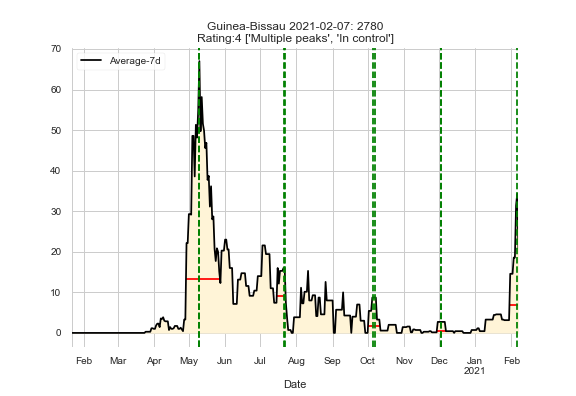 Guinea-Bissau 2021-02-07: 2780
Rating:4 ['Multiple peaks', 'In control']
Average-7d
70
60
50
40
30
20
10
0
Feb Mar Apr May Jun Jul Aug Sep Oct Nov Dec Jan Feb
2021
Date